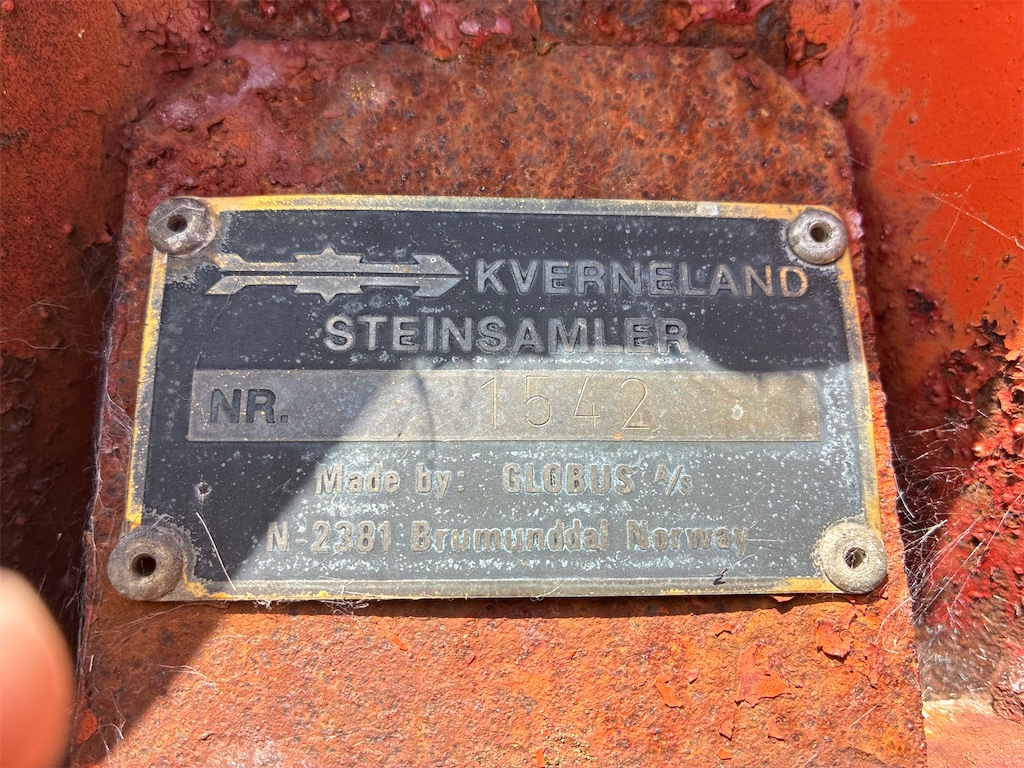 KVERNELAND
STEINSAMLER
NR. 1542
Made by: GLOBUS A/S
N-2381 Brumunddal Norway